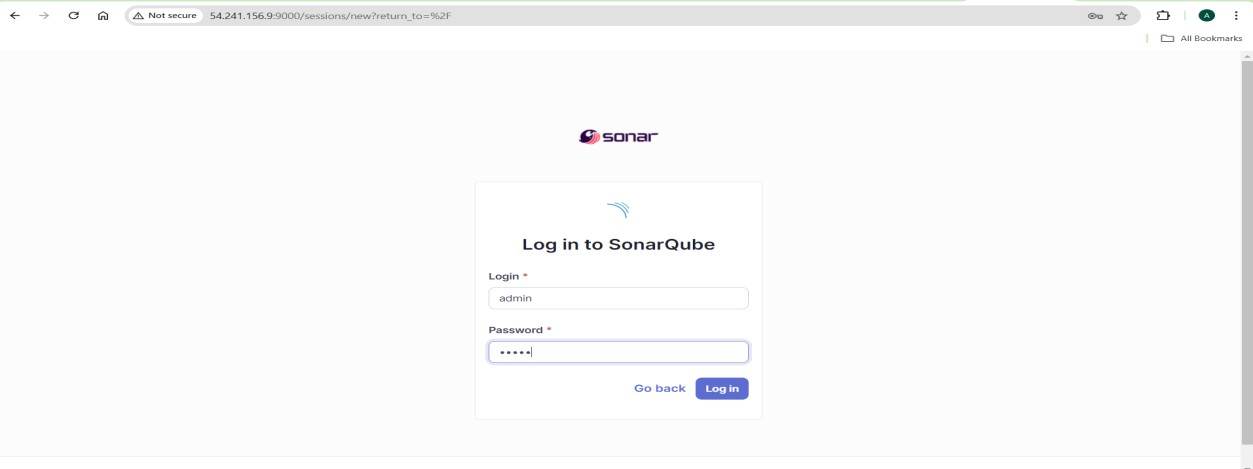 Not secure 54.241.156.9:9000/sessions/new?return_to=%2F
A
All Bookmarks
sonar
Log in to SonarQube
Login *
admin
Password *
•••••
Go back Log in